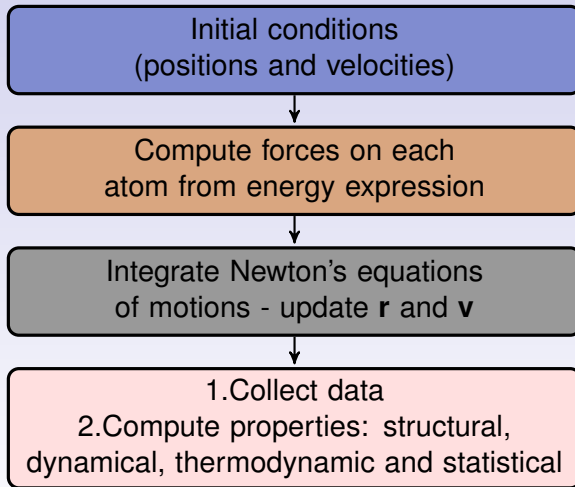 Initial conditions
(positions and velocities)
Compute forces on each
atom from energy expression
Integrate Newton's equations
of motions - update r and v
1.Collect data
2.Compute properties: structural,
dynamical, thermodynamic and statistical